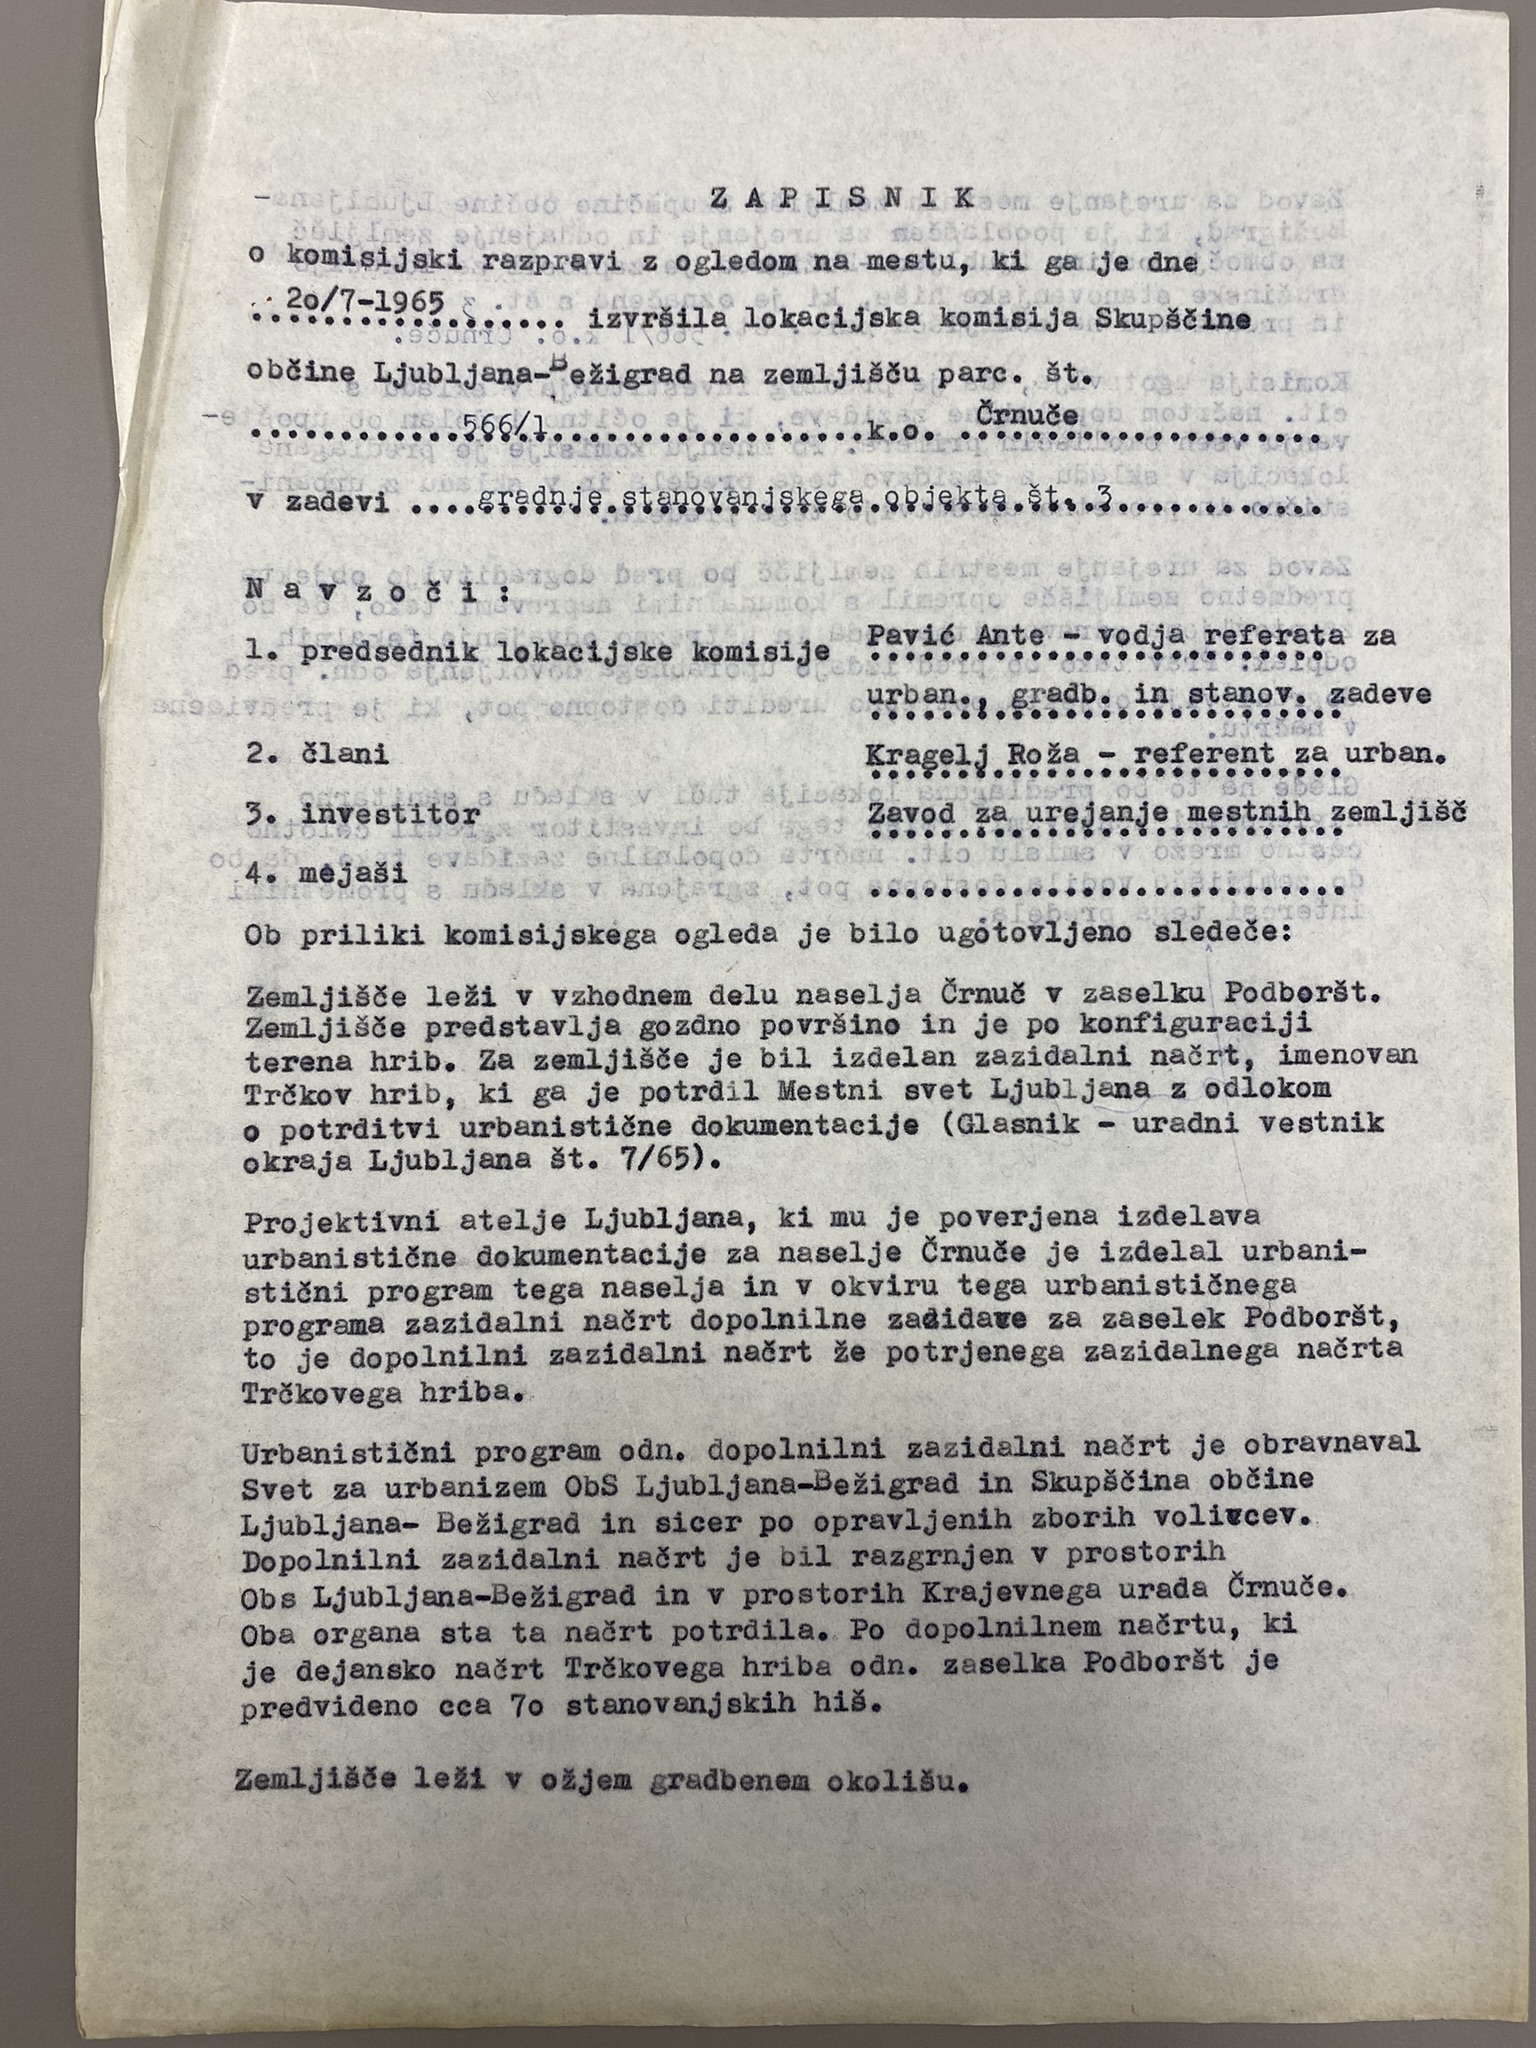 Z A P I S N I K
o komisijski razpravi z ogledom na mestu, ki ga je dne
..20/7-1965.................. izvršila lokacijska komisija Skupščine
občine Ljubljana-Bežigrad na zemljišču parc. št.
............566/1..................k.o. ..Črnuče..................
v zadevi ....gradnje stanovanjskega objekta št. 3............
N a v z o č i :
1. predsednik lokacijske komisije Pavić Ante - vodja referata za
urban., gradb. in stanov. zadeve
2. člani Kragelj Roža - referent za urban.
3. investitor Zavod za urejanje mestnih zemljišč
4. mejaši ..............................
Ob priliki komisijskega ogleda je bilo ugotovljeno sledeče:
Zemljišče leži v vzhodnem delu naselja Črnuč v zaselku Podboršt.
Zemljišče predstavlja gozdno površino in je po konfiguraciji
terena hrib. Za zemljišče je bil izdelan zazidalni načrt, imenovan
Trčkov hrib, ki ga je potrdil Mestni svet Ljubljana z odlokom
o potrditvi urbanistične dokumentacije (Glasnik - uradni vestnik
okraja Ljubljana št. 7/65).
Projektivni atelje Ljubljana, ki mu je poverjena izdelava
urbanistične dokumentacije za naselje Črnuče je izdelal urbani-
stični program tega naselja in v okviru tega urbanističnega
programa zazidalni načrt dopolnilne zadidave za zaselek Podboršt,
to je dopolnilni zazidalni načrt že potrjenega zazidalnega načrta
Trčkovega hriba.
Urbanistični program odn. dopolnilni zazidalni načrt je obravnaval
Svet za urbanizem ObS Ljubljana-Bežigrad in Skupščina občine
Ljubljana- Bežigrad in sicer po opravljenih zborih volivcev.
Dopolnilni zazidalni načrt je bil razgrnjen v prostorih
Obs Ljubljana-Bežigrad in v prostorih Krajevnega urada Črnuče.
Oba organa sta ta načrt potrdila. Po dopolnilnem načrtu, ki
je dejansko načrt Trčkovega hriba odn. zaselka Podboršt je
predvideno cca 7o stanovanjskih hiš.
Zemljišče leži v ožjem gradbenem okolišu.